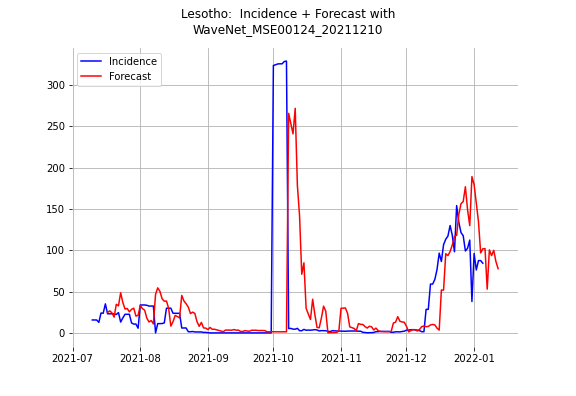 Lesotho:  Incidence + Forecast with
WaveNet_MSE00124_20211210
Incidence
Forecast
300
250
200
150
100
50
0
2021-07 2021-08 2021-09 2021-10 2021-11 2021-12 2022-01